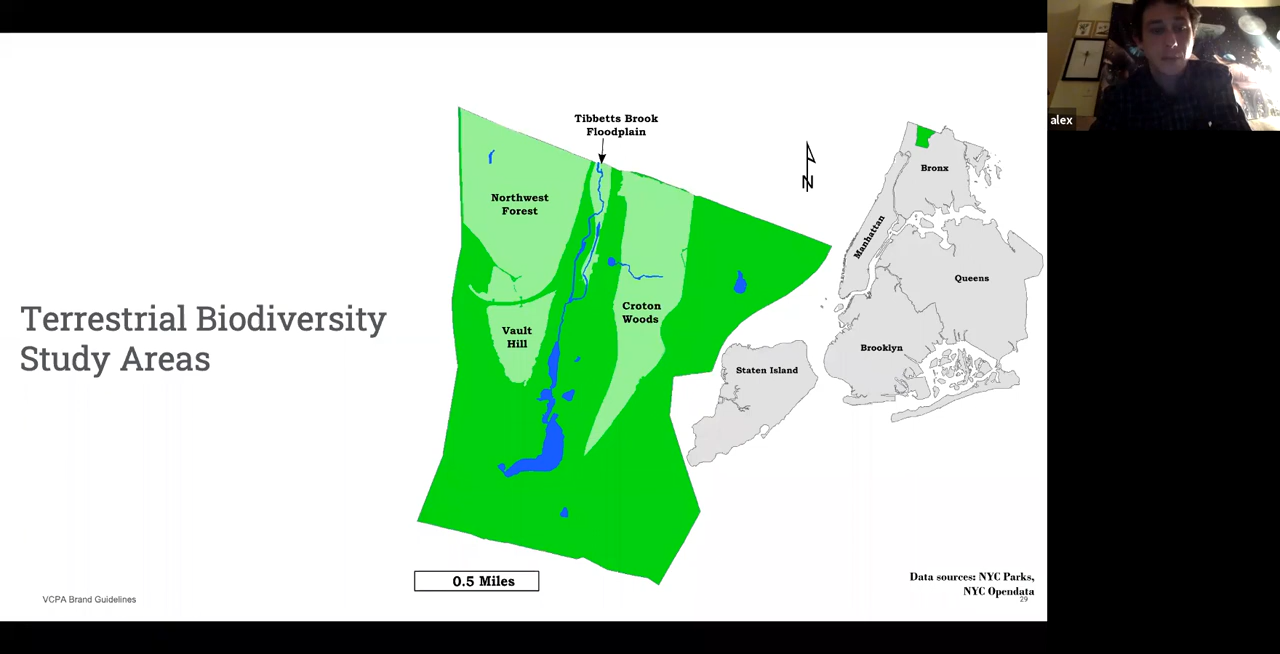 Terrestrial Biodiversity
Study Areas
Tibbetts Brook
Floodplain
Northwest
Forest
Vault
Hill
Croton
Woods
N
0.5 Miles
Bronx
Manhattan
Queens
Brooklyn
Staten Island
Data sources: NYC Parks,
NYC Opendata
VCPA Brand Guidelines
29
alex